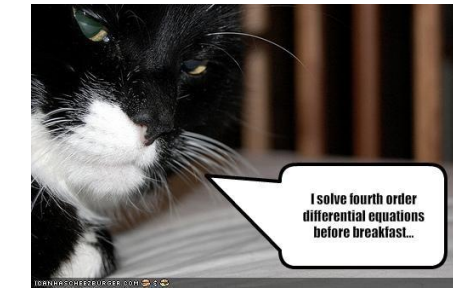 I solve fourth order
differential equations
before breakfast...
ICANHASCHEEZBURGER.COM